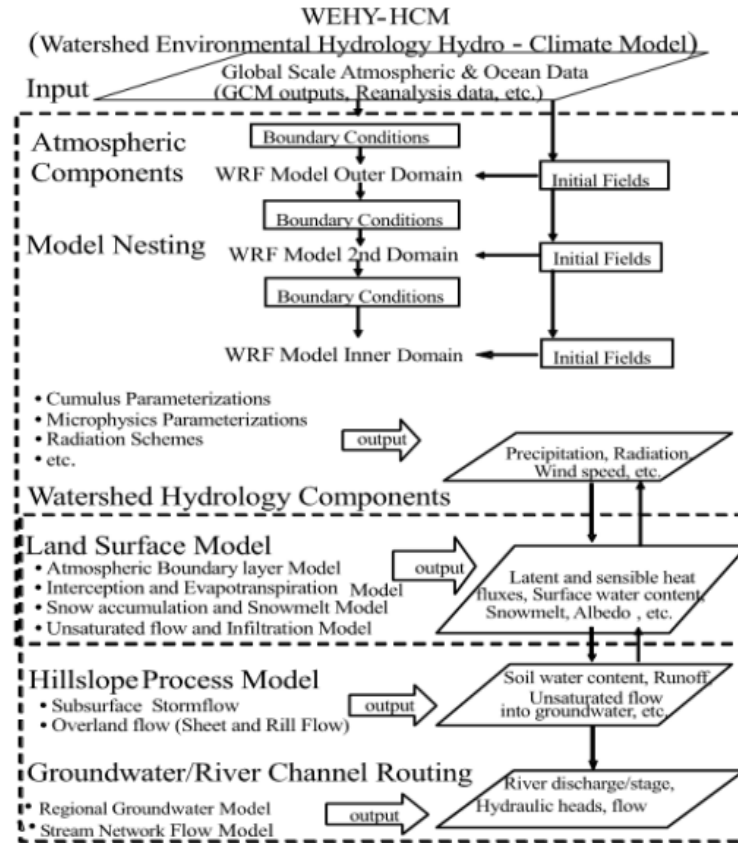 WEHY-HCM
(Watershed Environmental Hydrology Hydro - Climate Model)
Input
Global Scale Atmospheric & Ocean Data
(GCM outputs, Reanalysis data, etc.)
Atmospheric
Components
Boundary Conditions
WRF Model Outer Domain
Initial Fields
Model Nesting
Boundary Conditions
WRF Model 2nd Domain
Initial Fields
Boundary Conditions
WRF Model Inner Domain
Initial Fields
• Cumulus Parameterizations
• Microphysics Parameterizations
• Radiation Schemes
• etc.
output
Precipitation, Radiation,
Wind speed, etc.
Watershed Hydrology Components
Land Surface Model
• Atmospheric Boundary layer Model
• Interception and Evapotranspiration Model
• Snow accumulation and Snowmelt Model
• Unsaturated flow and Infiltration Model
output
Latent and sensible heat
fluxes, Surface water content,
Snowmelt, Albedo , etc.
Hillslope Process Model
• Subsurface Stormflow
• Overland flow (Sheet and Rill Flow)
output
Soil water content, Runoff,
Unsaturated flow
into groundwater, etc,
Groundwater/River Channel Routing
• Regional Groundwater Model
• Stream Network Flow Model
output
River discharge/stage,
Hydraulic heads, flow